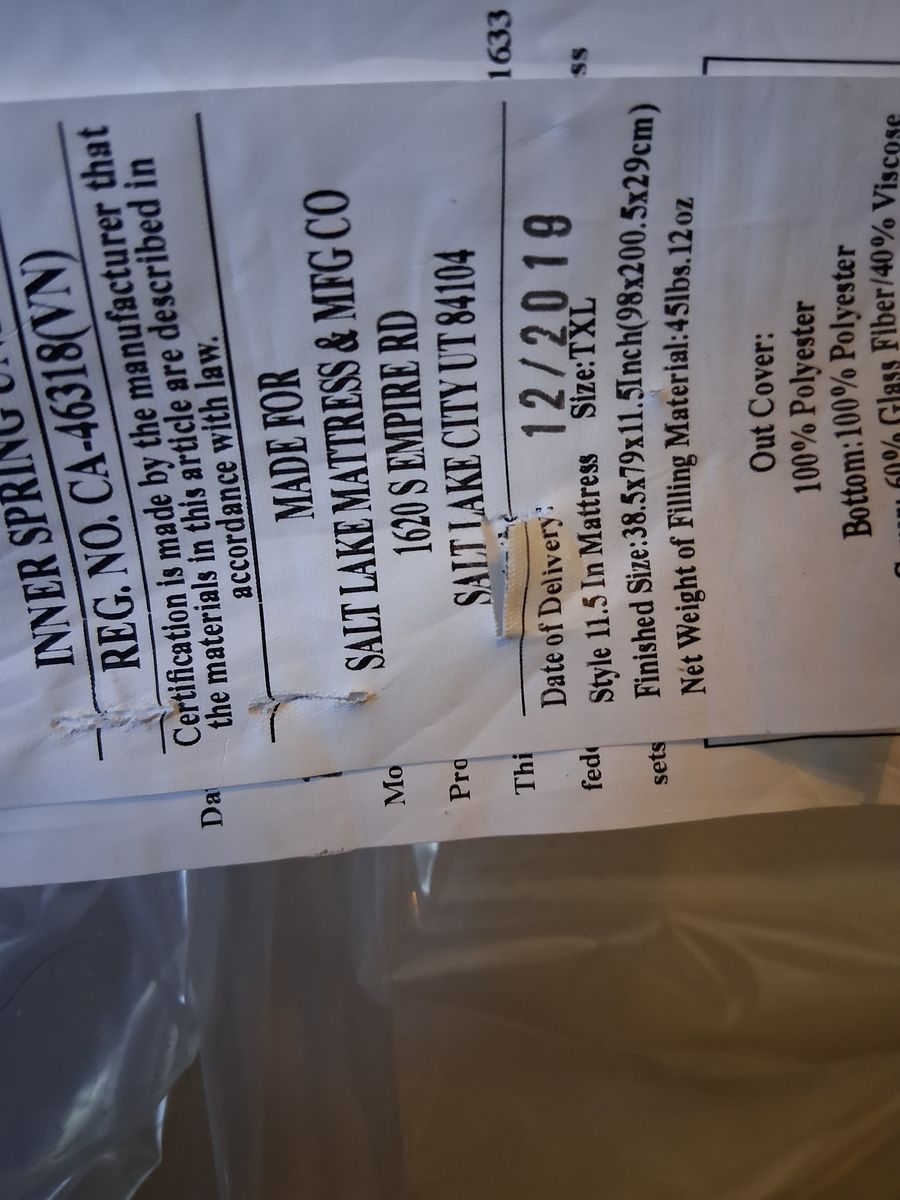 INNER SPRING
REG. NO. CA-46318(VN)
Certification is made by the manufacturer that
the materials in this article are described in
accordance with law.
MADE FOR
SALT LAKE MATTRESS & MFG CO
1620 S EMPIRE RD
SALT LAKE CITY UT 84104
Date of Delivery: 12/2019
Style 11.5 In Mattress Size:TXL
Finished Size:38.5x79x11.5Inch(98x200.5x29cm)
Net Weight of Filling Material:45lbs.12oz
Out Cover:
100% Polyester
Bottom:100% Polyester
60% Glass Fiber/40% Viscose
Da
Mo
Pro
1633
Thi
ss
fede
sets